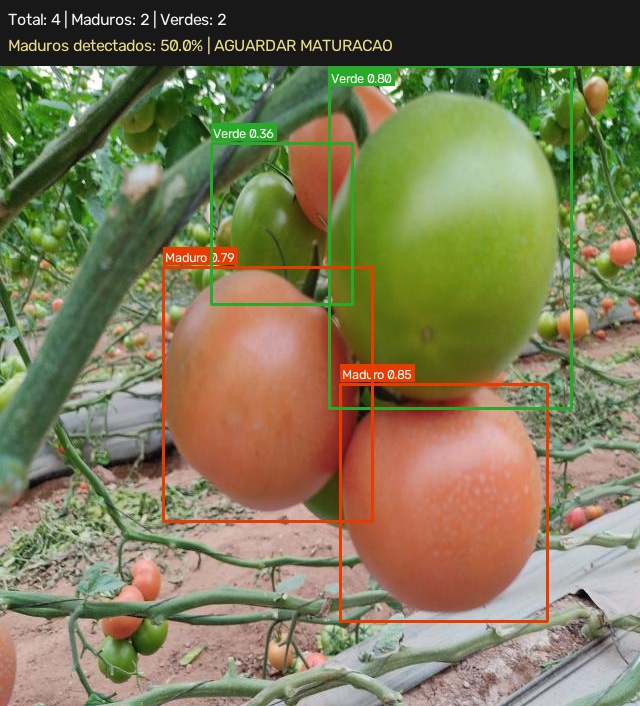 Total: 4 | Maduros: 2 | Verdes: 2
Maduros detectados: 50.0% | AGUARDAR MATURACAO
Verde 0.80
Verde 0.36
Maduro 0.79
Maduro 0.85